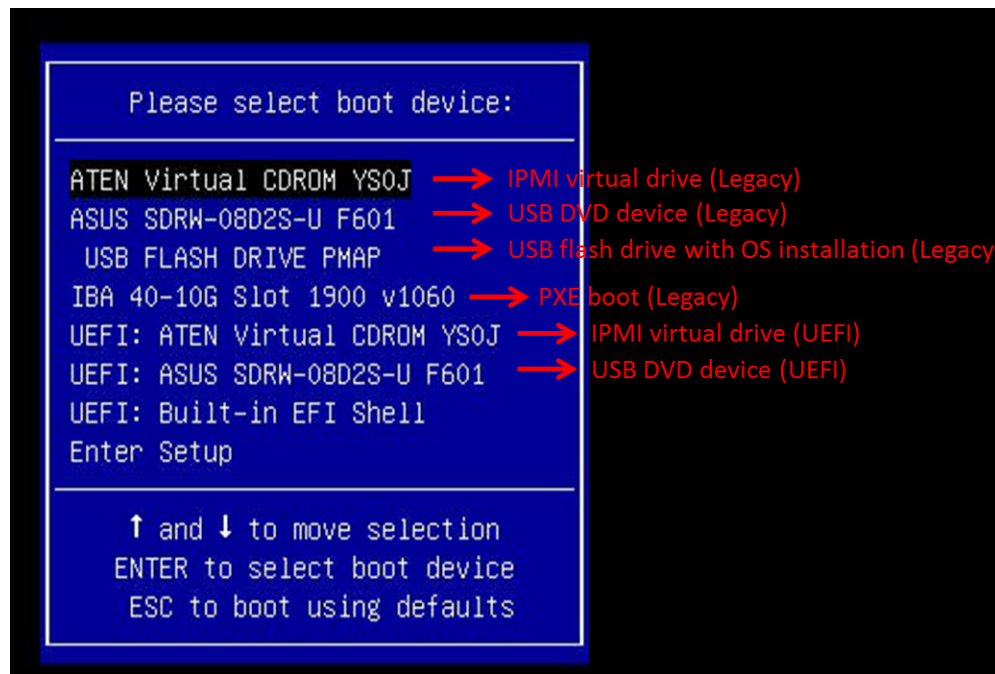 Please select boot device:
ATEN Virtual CDROM YS0J → IPMI virtual drive (Legacy)
ASUS SDRW-08D2S-U F601 → USB DVD device (Legacy)
USB FLASH DRIVE PMAP → USB flash drive with OS installation (Legacy
IBA 40-10G Slot 1900 v1060 → PXE boot (Legacy)
UEFI: ATEN Virtual CDROM YS0J → IPMI virtual drive (UEFI)
UEFI: ASUS SDRW-08D2S-U F601 → USB DVD device (UEFI)
UEFI: Built-in EFI Shell
Enter Setup
↑ and ↓ to move selection
ENTER to select boot device
ESC to boot using defaults